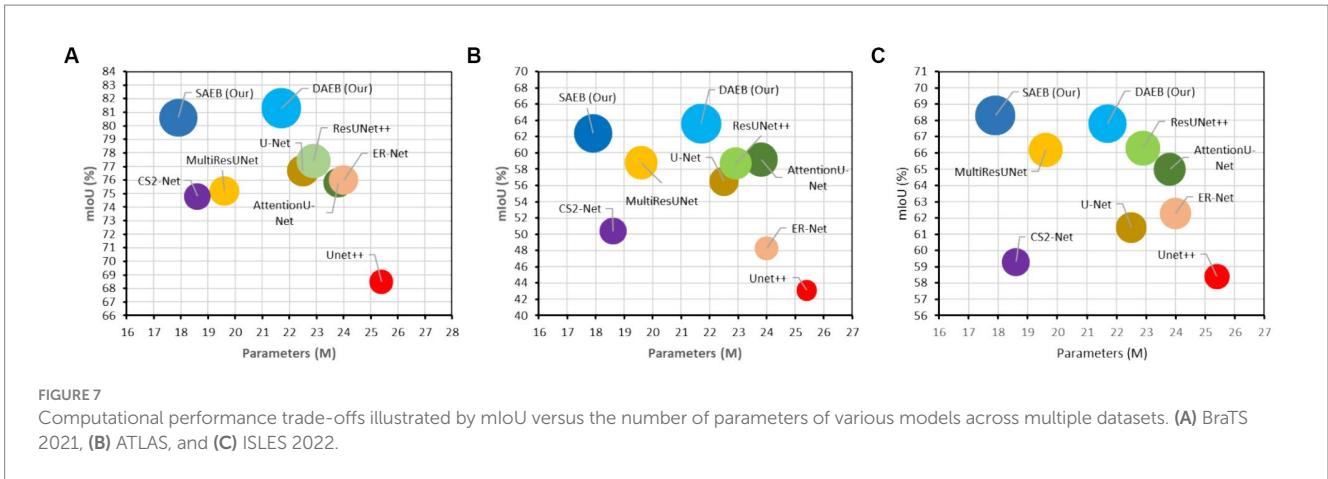 A
84
83
82
81
80
79
78
77
76
75
74
73
72
71
70
69
68
67
66
mIoU (%)
SAEB (Our)
DAEB (Our)
U-Net
ResUNet++
MultiResUNet
ER-Net
CS2-Net
AttentionU-
Net
Unet++
16 17 18 19 20 21 22 23 24 25 26 27 28
Parameters (M)
B
70
68
66
64
62
60
58
56
54
52
50
48
46
44
42
mIoU (%)
SAEB (Our)
DAEB (Our)
ResUNet++
U-Net
AttentionU-
Net
MultiResUNet
CS2-Net
ER-Net
Unet++
16 17 18 19 20 21 22 23 24 25 26 27
Parameters (M)
C
70
69
68
67
66
65
64
63
62
61
60
59
58
57
56
mIoU (%)
SAEB (Our)
DAEB (Our)
ResUNet++
AttentionU-
Net
MultiResUNet
U-Net
ER-Net
CS2-Net
Unet++
16 17 18 19 20 21 22 23 24 25 26 27
Parameters (M)
FIGURE 7
Computational performance trade-offs illustrated by mIoU versus the number of parameters of various models across multiple datasets. (A) BraTS
2021, (B) ATLAS, and (C) ISLES 2022.